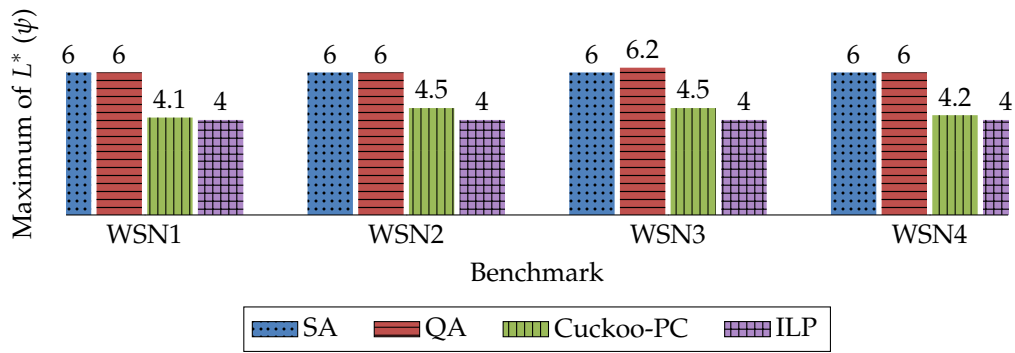 Maximum of L* (ψ)
6 6 4.1 4 6 6 4.5 4 6 6.2 4.5 4 6 6 4.2 4
WSN1 WSN2 WSN3 WSN4
Benchmark
SA QA Cuckoo-PC ILP